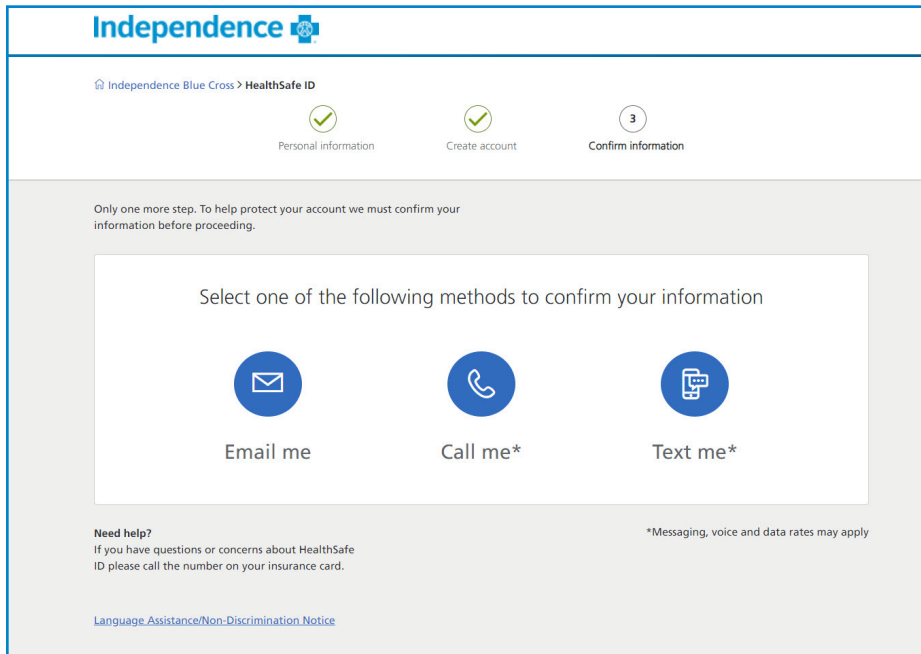 Independence
Independence Blue Cross > HealthSafe ID
3
Personal information
Create account
Confirm information
Only one more step. To help protect your account we must confirm your
information before proceeding.
Select one of the following methods to confirm your information
Email me
Call me*
Text me*
Need help?
If you have questions or concerns about HealthSafe
ID please call the number on your insurance card.
*Messaging, voice and data rates may apply
Language Assistance/Non-Discrimination Notice